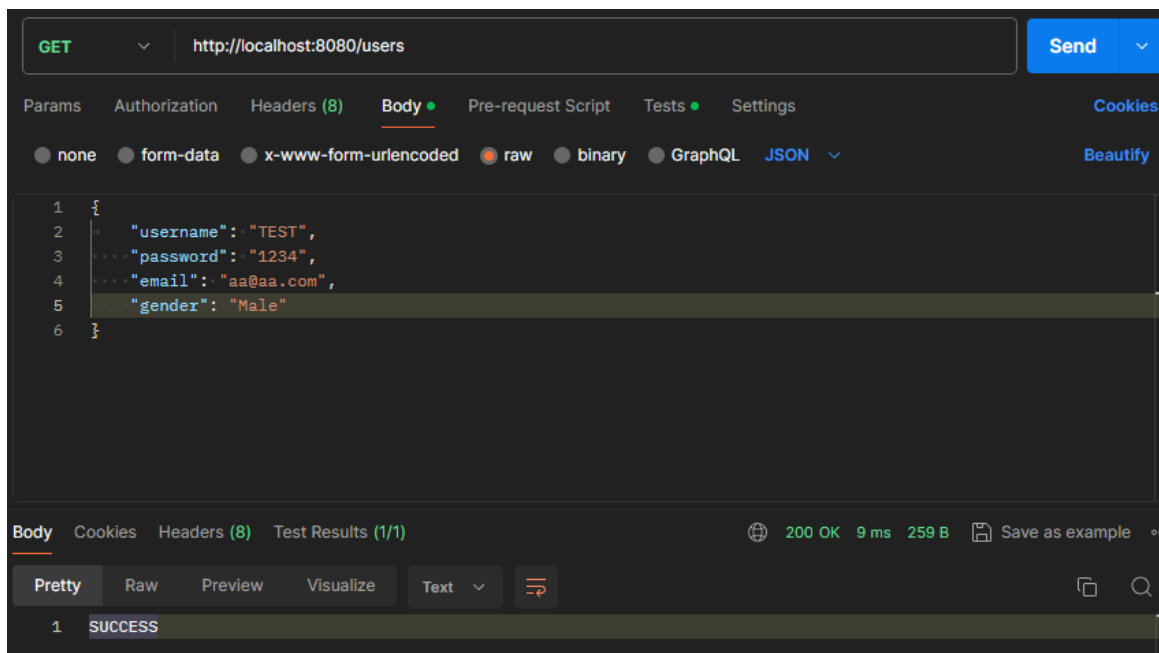 GET http://localhost:8080/users Send
Params Authorization Headers (8) Body Pre-request Script Tests Settings Cookies
none form-data x-www-form-urlencoded raw binary GraphQL JSON Beautify
1 {
2 "username": "TEST",
3 "password": "1234",
4 "email": "aa@aa.com",
5 "gender": "Male"
6 }
Body Cookies Headers (8) Test Results (1/1) 200 OK 9 ms 259 B Save as example
Pretty Raw Preview Visualize Text
1 SUCCESS